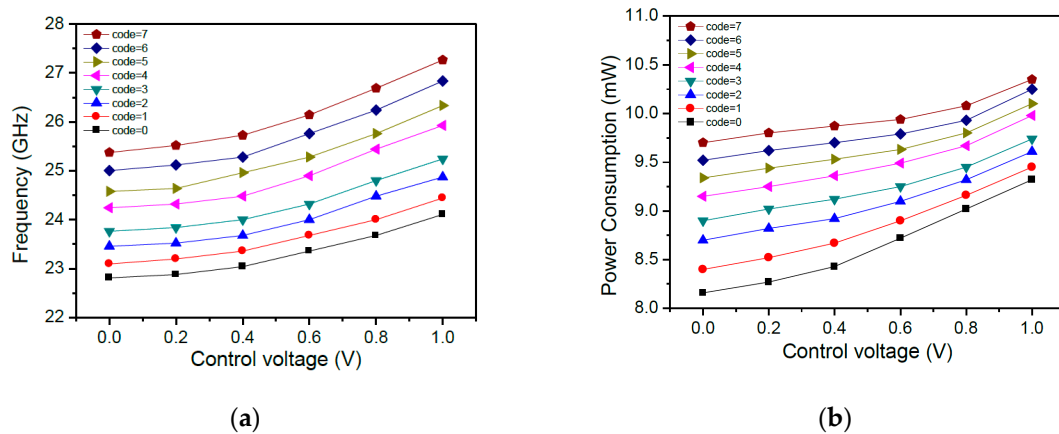 28
27
26
25
24
23
22
Frequency (GHz)
code=7
code=6
code=5
code=4
code=3
code=2
code=1
code=0
0.0 0.2 0.4 0.6 0.8 1.0
Control voltage (V)
(a)
11.0
10.5
10.0
9.5
9.0
8.5
8.0
Power Consumption (mW)
code=7
code=6
code=5
code=4
code=3
code=2
code=1
code=0
0.0 0.2 0.4 0.6 0.8 1.0
Control voltage (V)
(b)